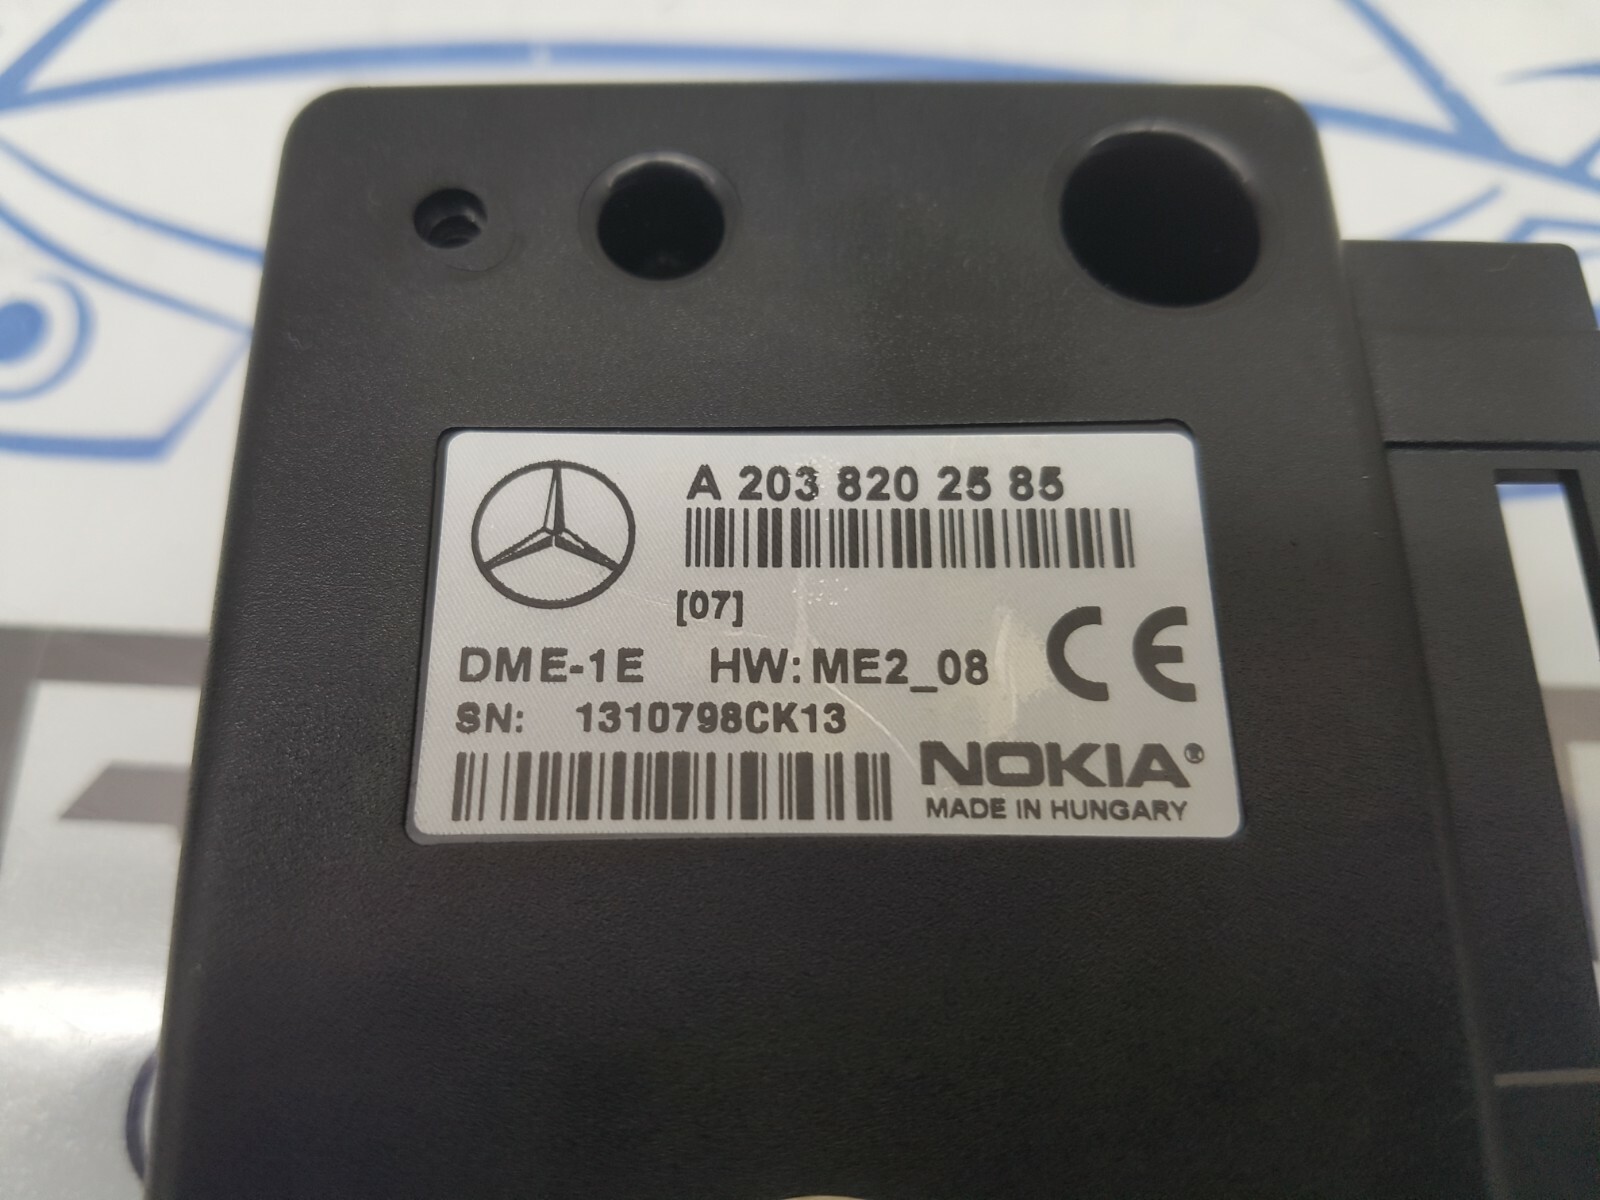 A 203 820 25 85
[07]
DME-1E HW: ME2_08
SN: 1310798CK13
CE
NOKIA®
MADE IN HUNGARY